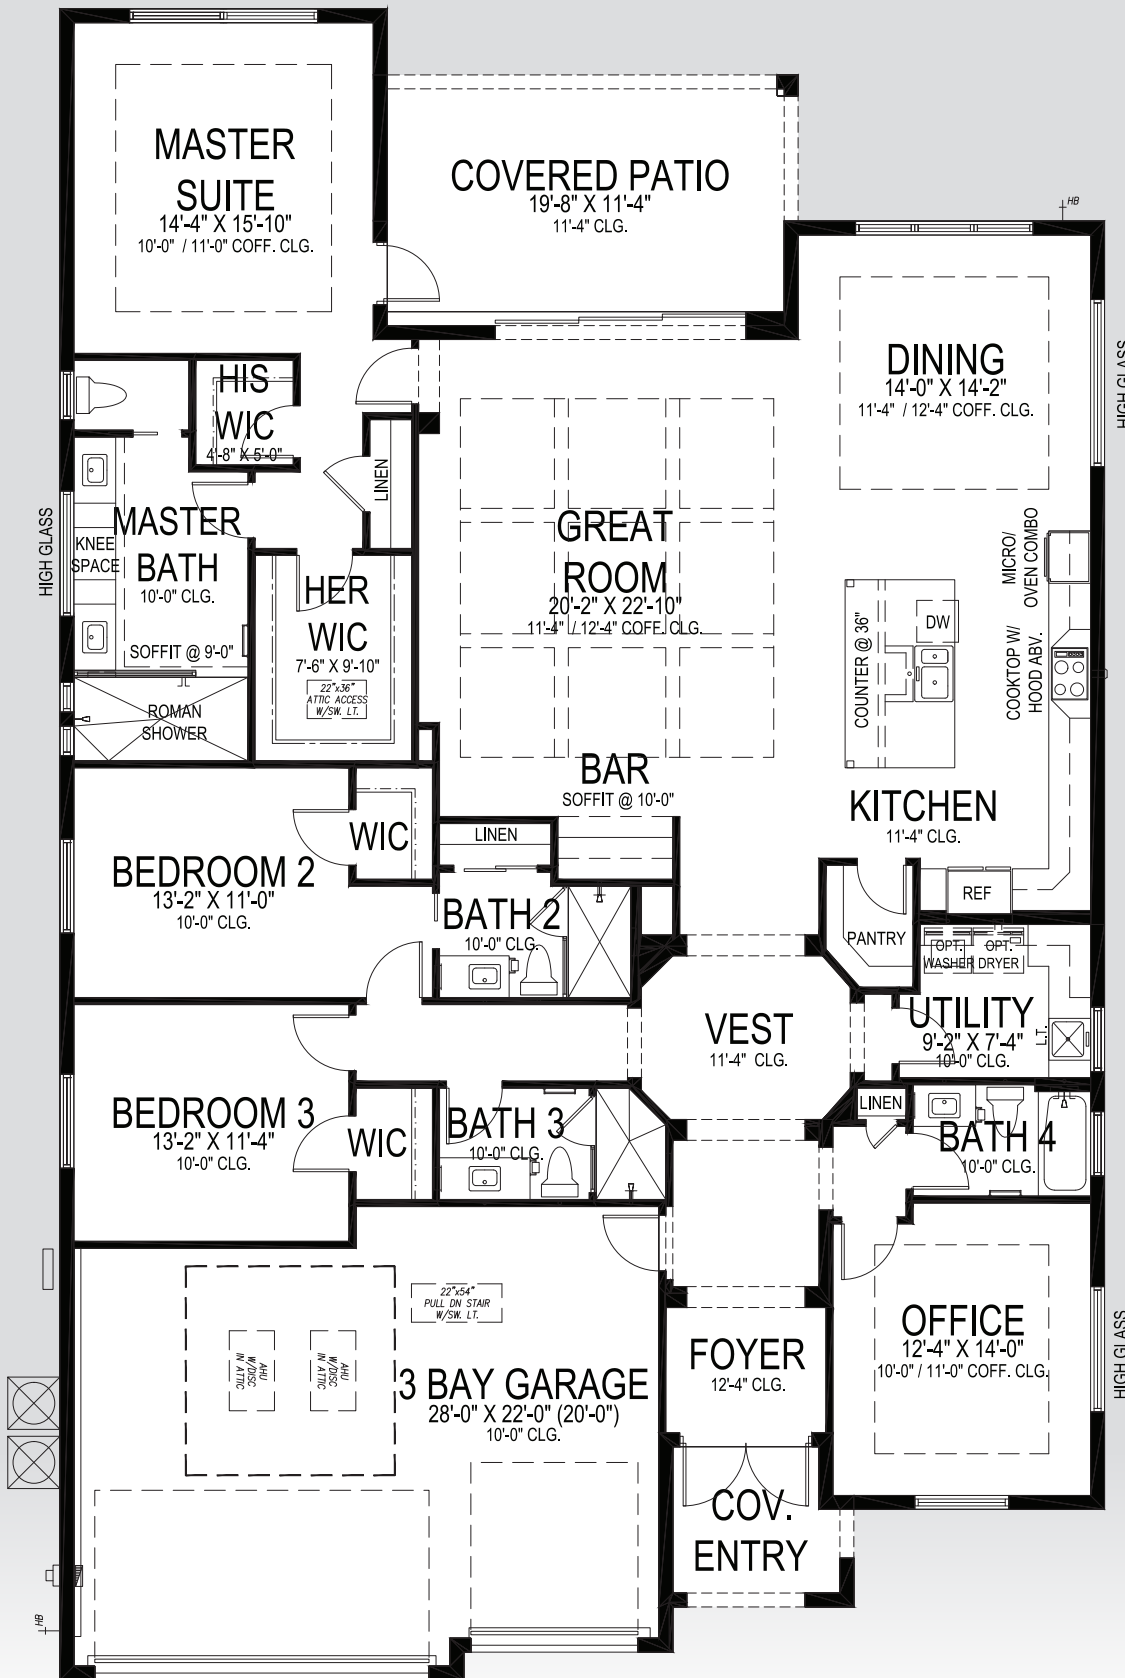 MASTER
SUITE
14'-4" X 15'-10"
10'-0" / 11'-0" COFF. CLG.
COVERED PATIO
19'-8" X 11'-4"
11'-4" CLG.
HB
DINING
14'-0" X 14'-2"
11'-4" / 12'-4" COFF. CLG.
HIGH GLASS
HIS
WIC
4'-8" X 5'-0"
LINEN
HIGH GLASS
MASTER
BATH
10'-0" CLG.
KNEE
SPACE
SOFFIT @ 9'-0"
ROMAN
SHOWER
HER
WIC
7'-6" X 9'-10"
22"x36"
ATTIC ACCESS
W/SW. LT.
GREAT
ROOM
20'-2" X 22'-10"
11'-4" / 12'-4" COFF. CLG.
MICRO/
OVEN COMBO
COUNTER @ 36"
DW
COOKTOP W/
HOOD ABV.
BAR
SOFFIT @ 10'-0"
KITCHEN
11'-4" CLG.
REF
PANTRY
WIC
LINEN
BEDROOM 2
13'-2" X 11'-0"
10'-0" CLG.
BATH 2
10'-0" CLG.
OPT.
WASHER
OPT.
DRYER
UTILITY
9'-2" X 7'-4"
10'-0" CLG.
L.T.
VEST
11'-4" CLG.
BEDROOM 3
13'-2" X 11'-4"
10'-0" CLG.
WIC
BATH 3
10'-0" CLG.
LINEN
BATH 4
10'-0" CLG.
22"x54"
PULL DN STAIR
W/SW. LT.
AHU
W/DISC
IN ATTIC
AHU
W/DISC
IN ATTIC
3 BAY GARAGE
28'-0" X 22'-0" (20'-0")
10'-0" CLG.
FOYER
12'-4" CLG.
OFFICE
12'-4" X 14'-0"
10'-0" / 11'-0" COFF. CLG.
HIGH GLASS
COV.
ENTRY
HB